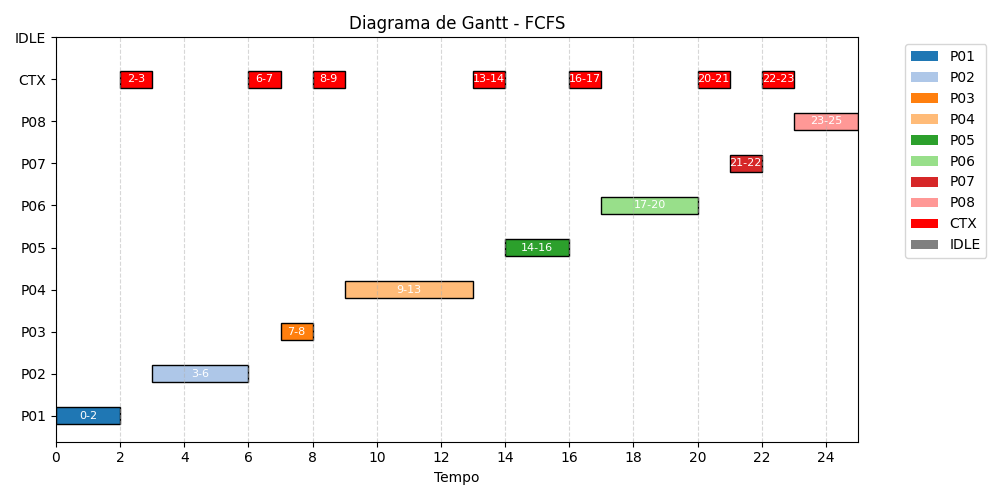 Diagrama de Gantt - FCFS
IDLE
CTX
2-3
6-7
8-9
13-14
16-17
20-21
22-23
P08
23-25
P07
21-22
P06
17-20
P05
14-16
P04
9-13
P03
7-8
P02
3-6
P01
0-2
0 2 4 6 8 10 12 14 16 18 20 22 24
Tempo
P01
P02
P03
P04
P05
P06
P07
P08
CTX
IDLE